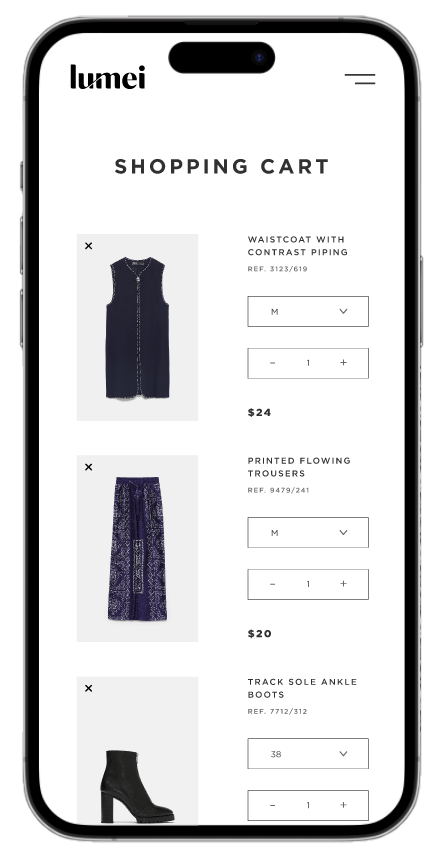 lumei
SHOPPING CART
×
WAISTCOAT WITH
CONTRAST PIPING
REF. 3123/619
M
− 1 +
$24
×
PRINTED FLOWING
TROUSERS
REF. 9479/241
M
− 1 +
$20
×
TRACK SOLE ANKLE
BOOTS
REF. 7712/312
38
− 1 +